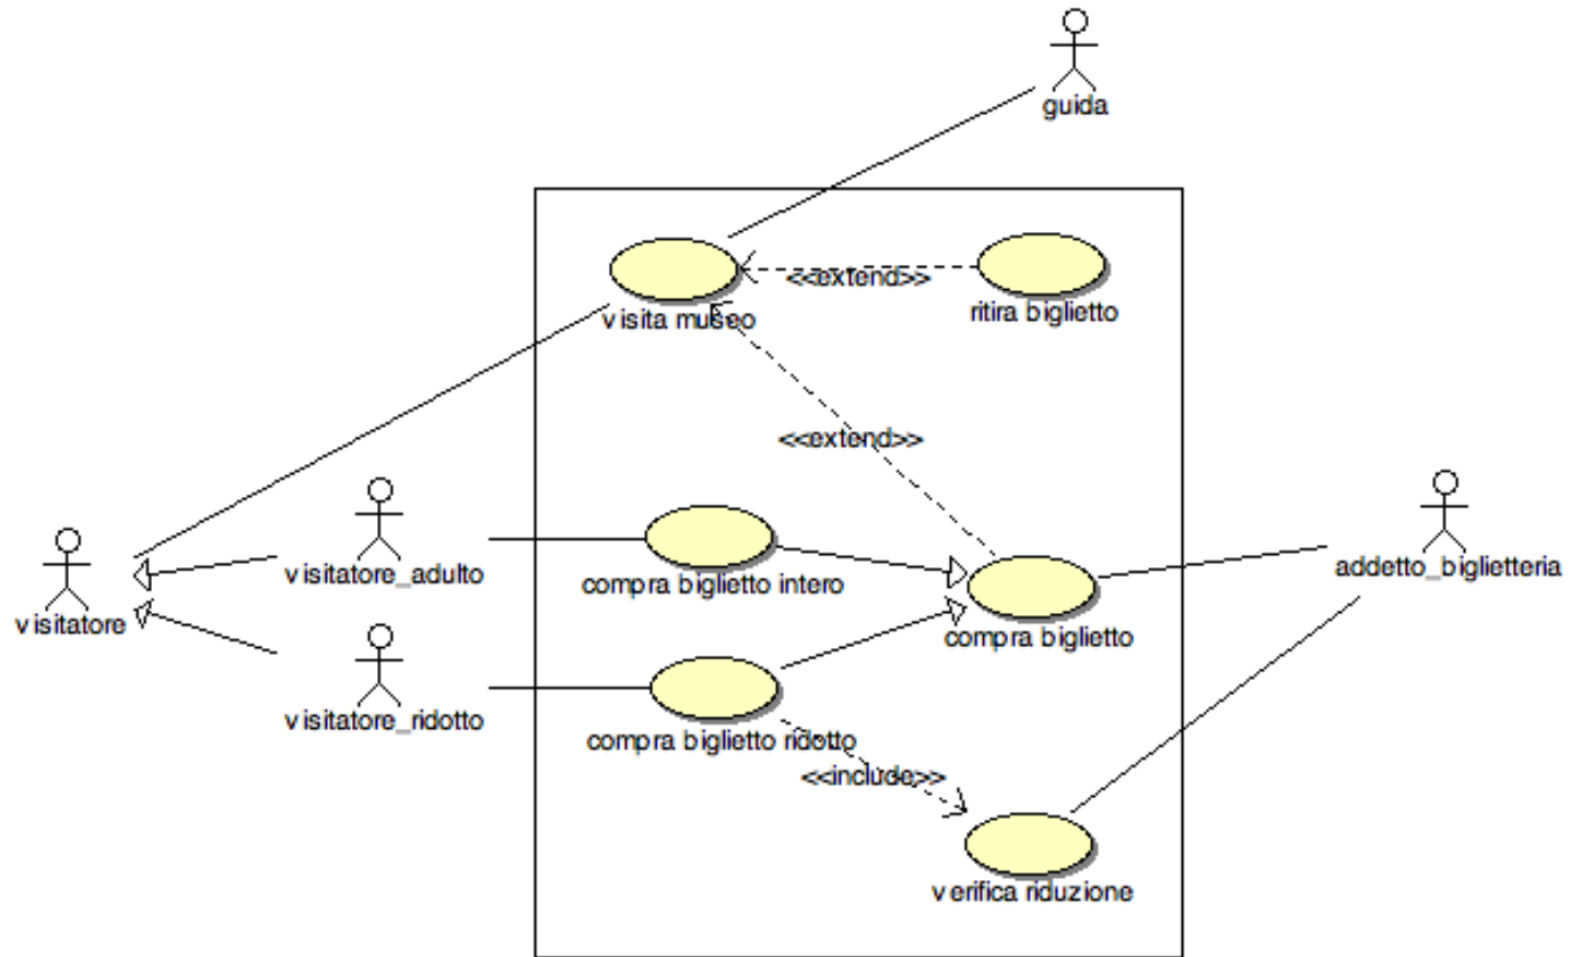 guida
<<extend>>
visita museo
ritira biglietto
<<extend>>
visitatore_adulto
compra biglietto intero
addetto_biglietteria
visitatore
compra biglietto
visitatore_ridotto
compra biglietto ridotto
<<include>>
verifica riduzione